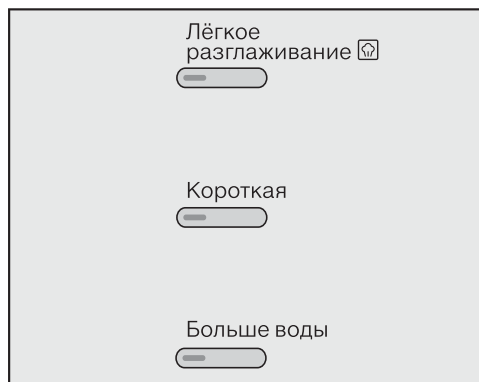 Лёгкое
разглаживание
Короткая
Больше воды